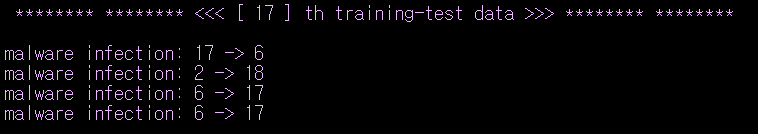 ******** ******** <<< [ 17 ] th training-test data >>> ******** ********
malware infection: 17 -> 6
malware infection: 2 -> 18
malware infection: 6 -> 17
malware infection: 6 -> 17